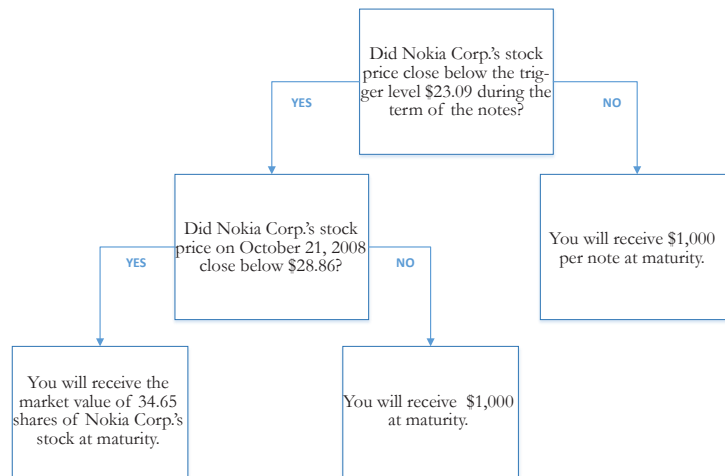 Did Nokia Corp.'s stock
price close below the trig-
ger level $23.09 during the
term of the notes?
YES
NO
Did Nokia Corp.'s stock
price on October 21, 2008
close below $28.86?
You will receive $1,000
per note at maturity.
YES
NO
You will receive the
market value of 34.65
shares of Nokia Corp.'s
stock at maturity.
You will receive $1,000
at maturity.